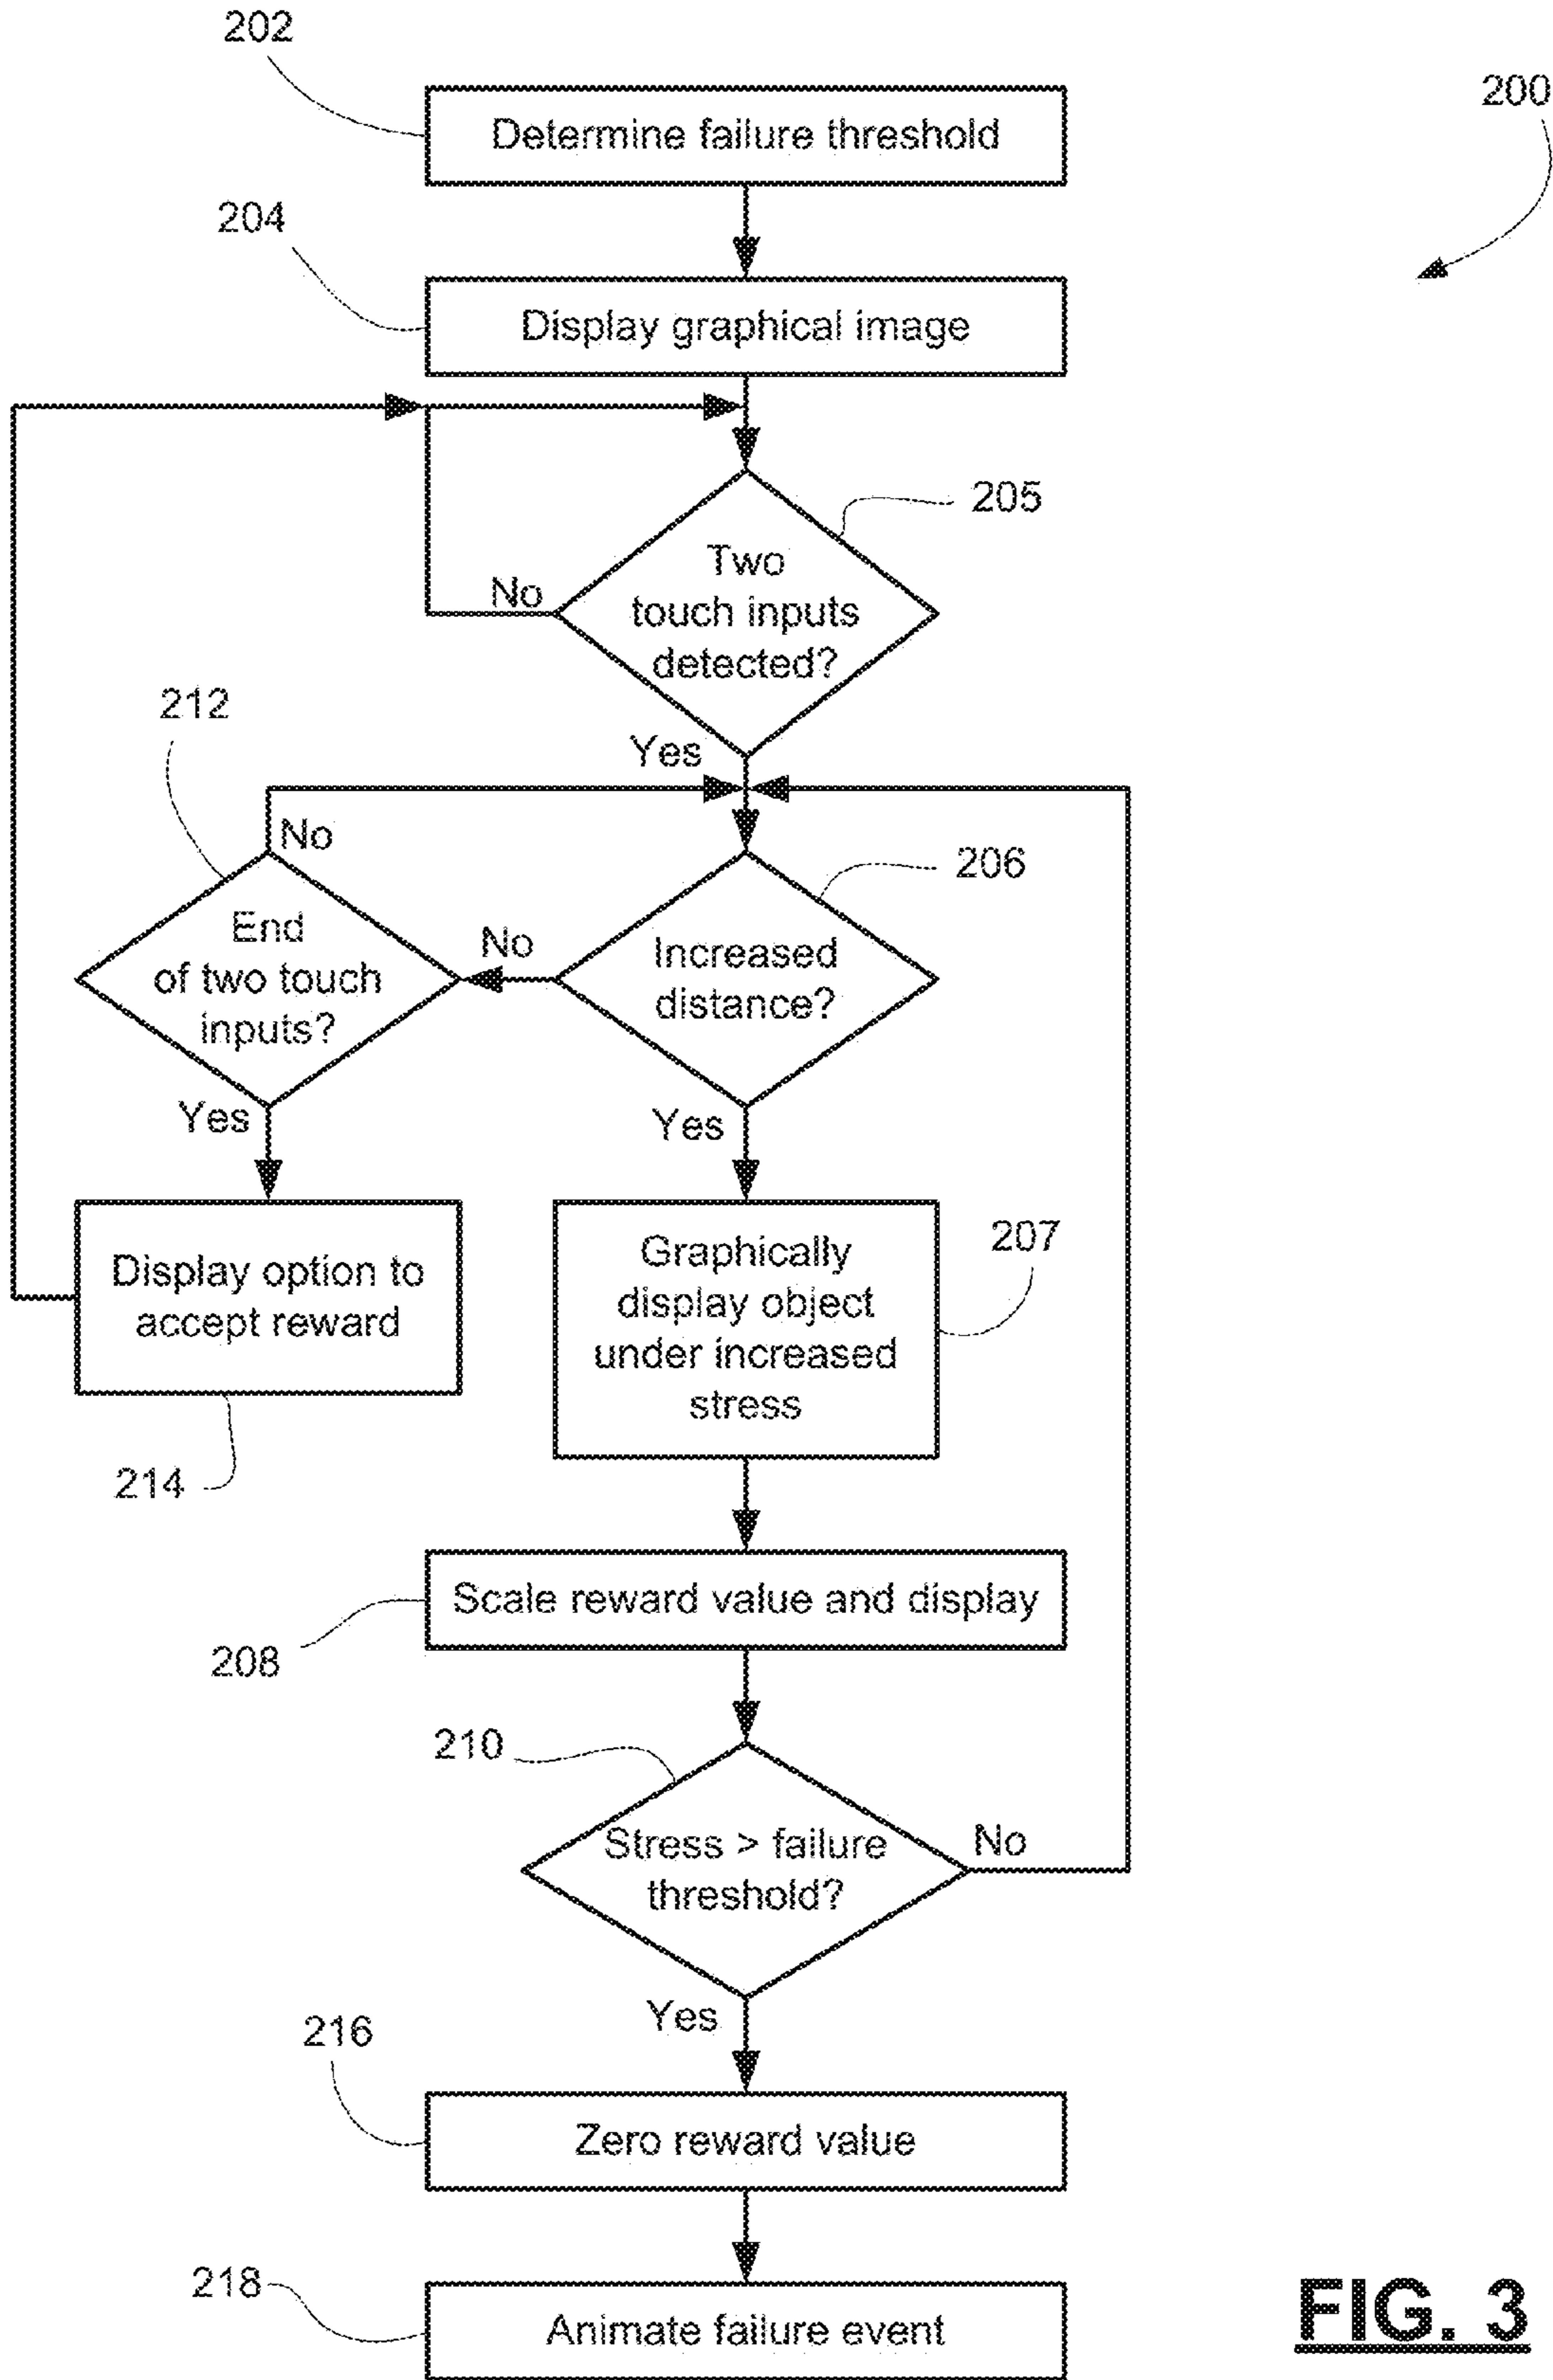 202
200
Determine failure threshold
204
Display graphical image
205
Two
touch inputs
detected?
No
212
Yes
No
206
End
of two touch
inputs?
No
Increased
distance?
Yes
Yes
Display option to
accept reward
Graphically
display object
under increased
stress
207
214
Scale reward value and display
208
210
Stress > failure
threshold?
No
Yes
216
Zero reward value
218
Animate failure event
FIG. 3